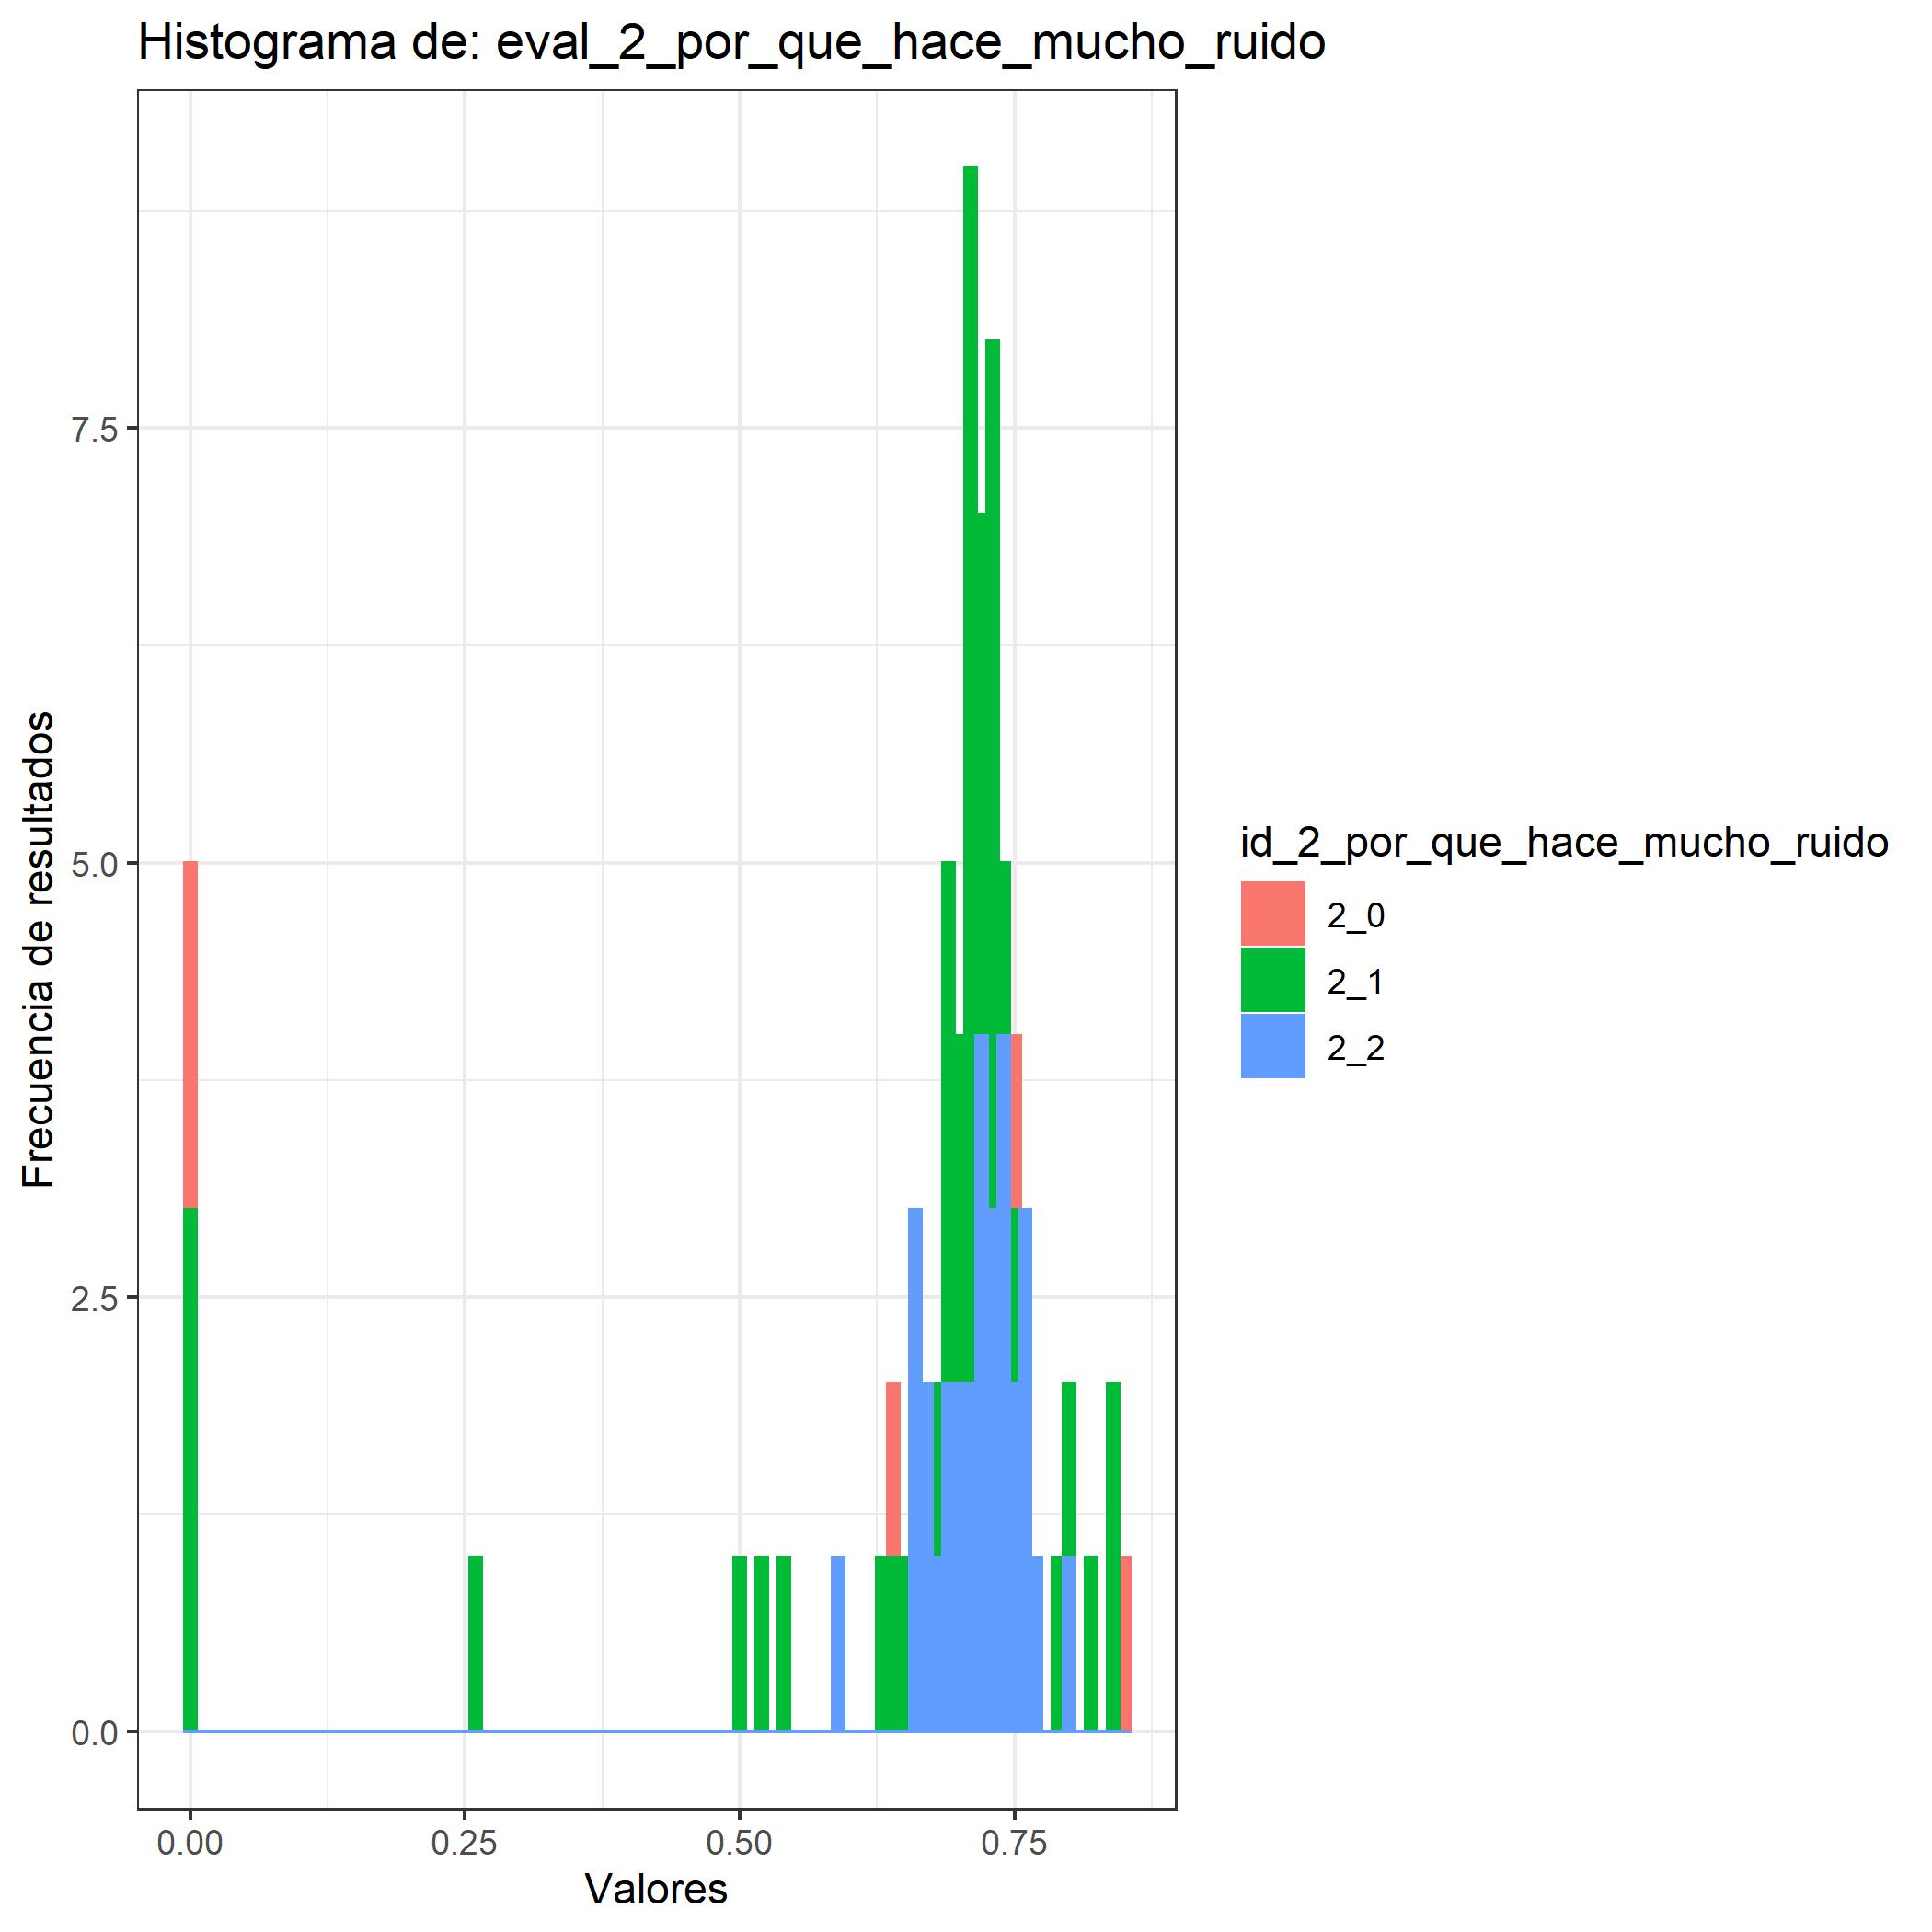 Histograma de: eval_2_por_que_hace_mucho_ruido
Frecuencia de resultados
7.5
5.0
2.5
0.0
0.00 0.25 0.50 0.75
Valores
id_2_por_que_hace_mucho_ruido
2_0
2_1
2_2